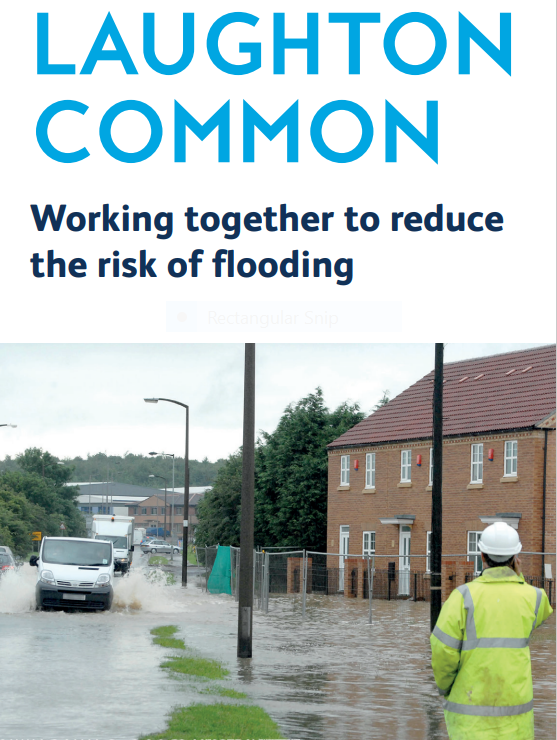 LAUGHTON
COMMON
Working together to reduce
the risk of flooding
Rectangular Snip